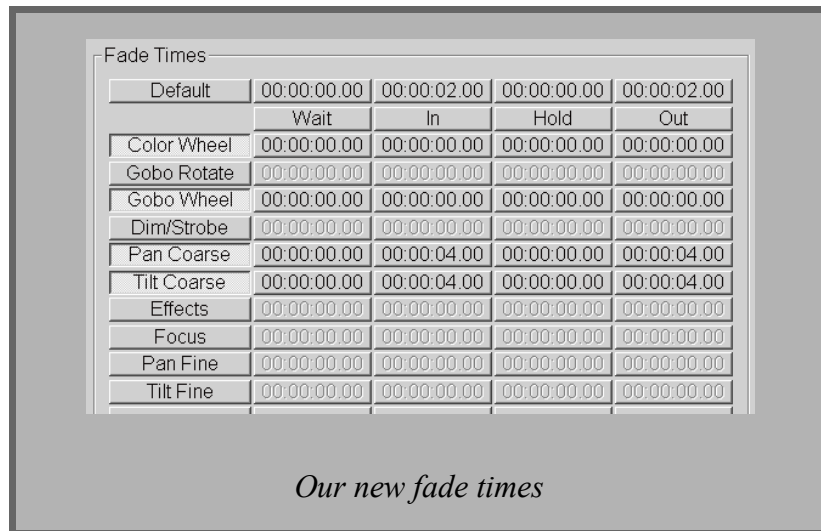 Fade Times
Default 00:00:00.00 00:00:02.00 00:00:00.00 00:00:02.00
Wait In Hold Out
Color Wheel 00:00:00.00 00:00:00.00 00:00:00.00 00:00:00.00
Gobo Rotate 00:00:00.00 00:00:00.00 00:00:00.00 00:00:00.00
Gobo Wheel 00:00:00.00 00:00:00.00 00:00:00.00 00:00:00.00
Dim/Strobe 00:00:00.00 00:00:00.00 00:00:00.00 00:00:00.00
Pan Coarse 00:00:00.00 00:00:04.00 00:00:00.00 00:00:04.00
Tilt Coarse 00:00:00.00 00:00:04.00 00:00:00.00 00:00:04.00
Effects 00:00:00.00 00:00:00.00 00:00:00.00 00:00:00.00
Focus 00:00:00.00 00:00:00.00 00:00:00.00 00:00:00.00
Pan Fine 00:00:00.00 00:00:00.00 00:00:00.00 00:00:00.00
Tilt Fine 00:00:00.00 00:00:00.00 00:00:00.00 00:00:00.00
Our new fade times